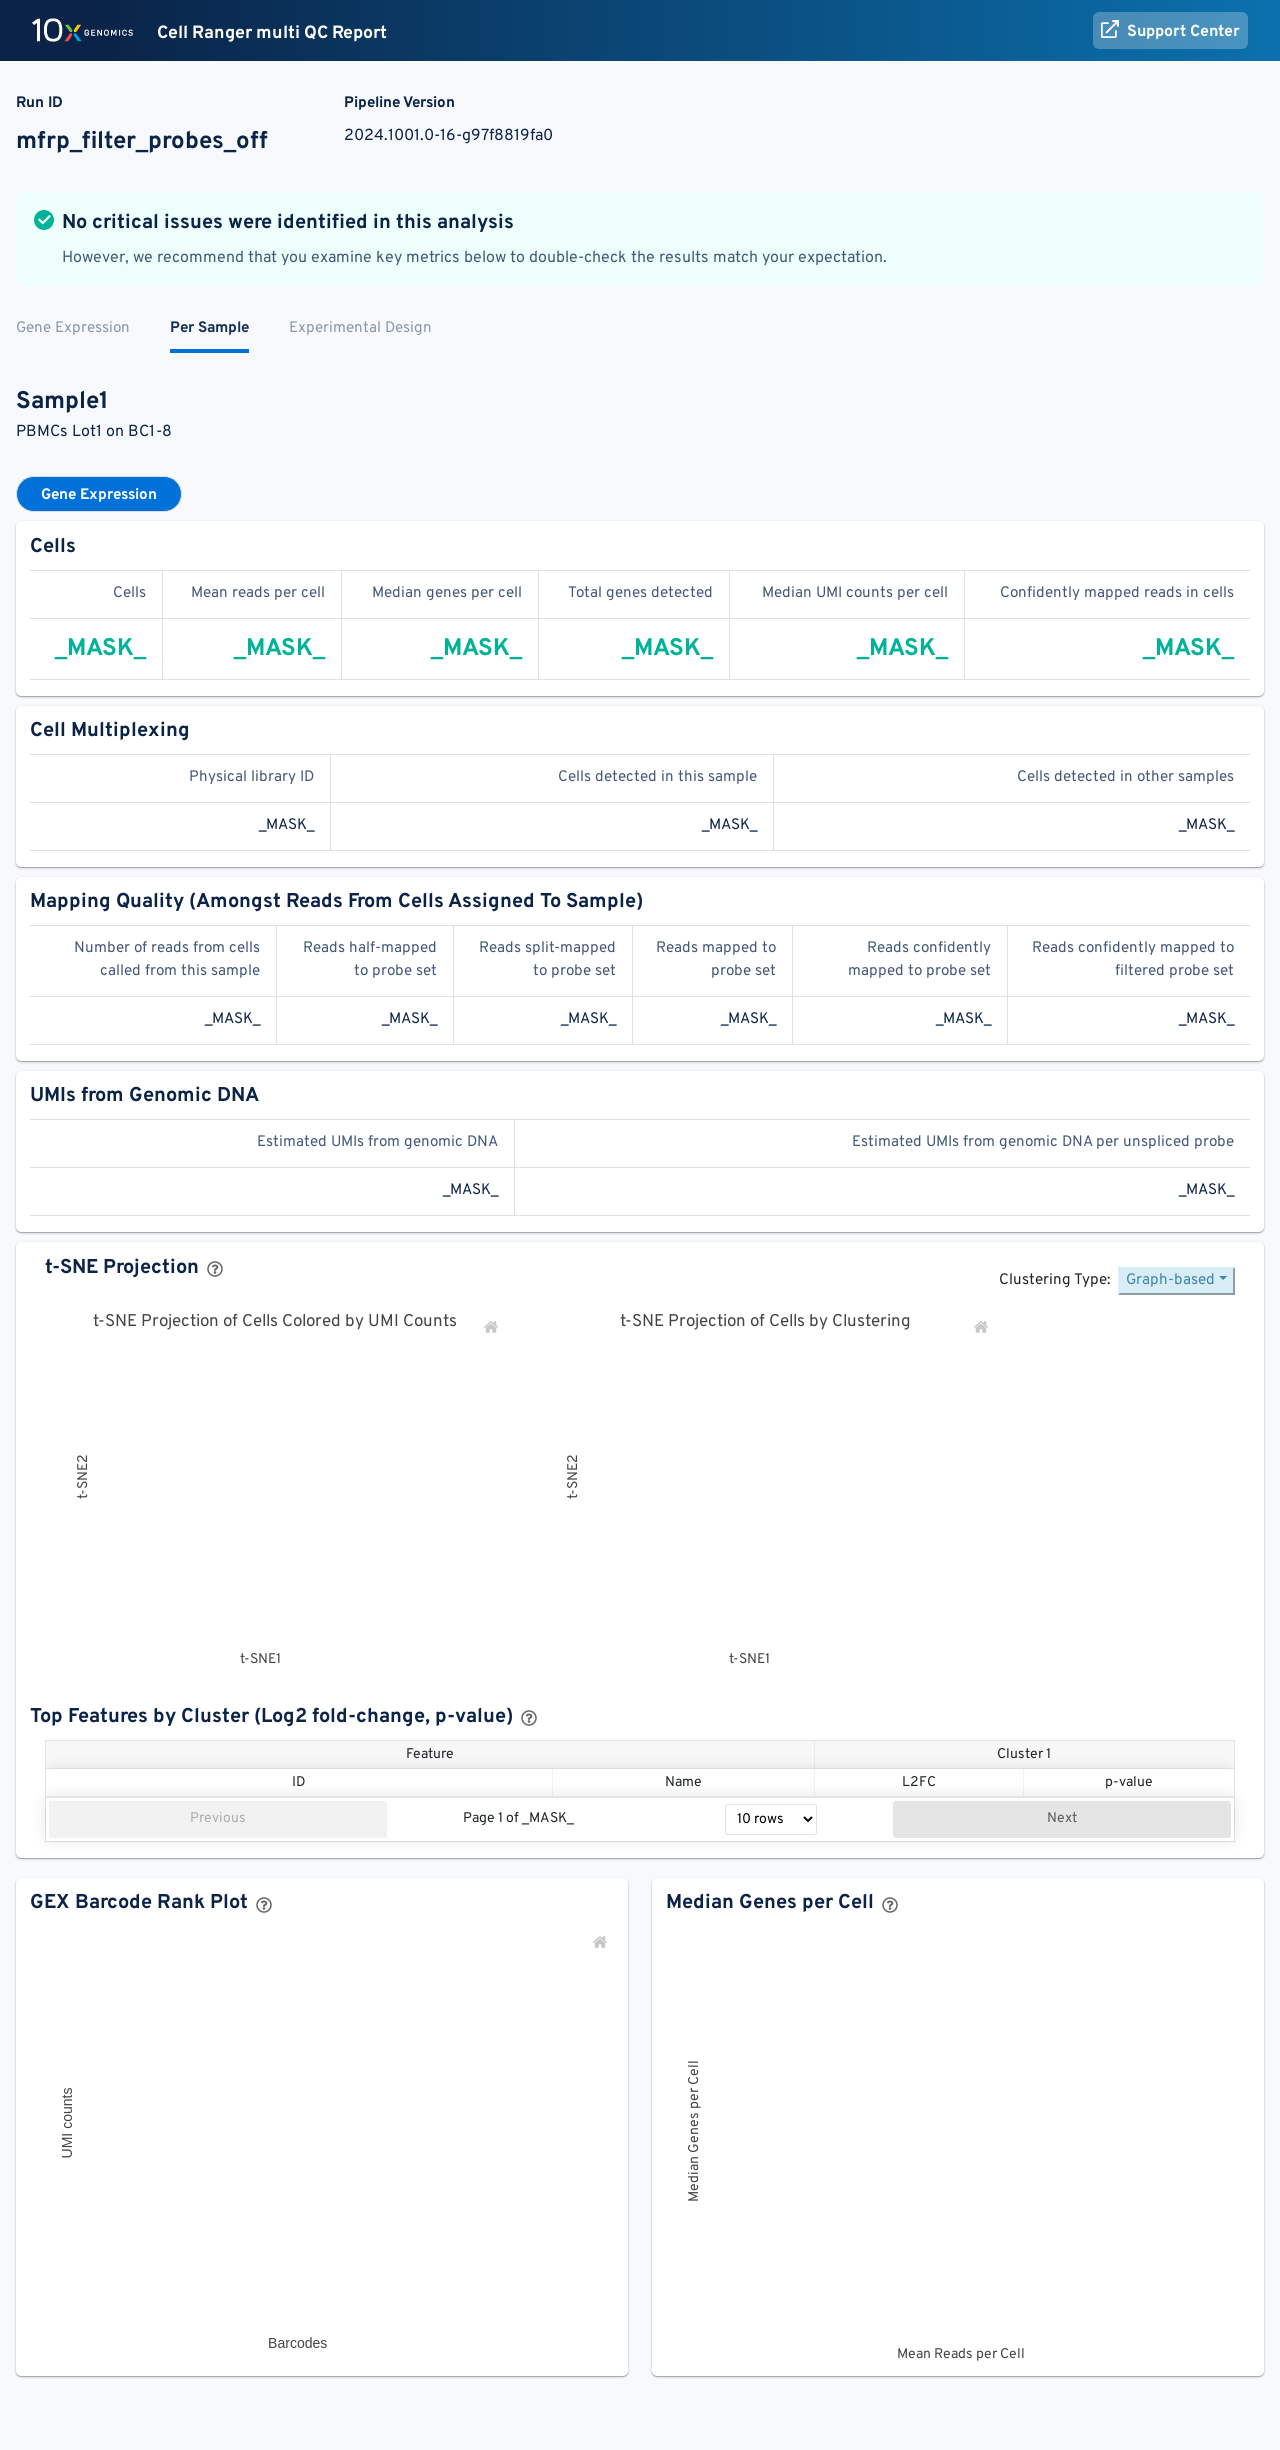 10x GENOMICS Cell Ranger multi QC Report Support Center
Run ID Pipeline Version
mfrp_filter_probes_off 2024.1001.0-16-g97f8819fa0
No critical issues were identified in this analysis
However, we recommend that you examine key metrics below to double-check the results match your expectation.
Gene Expression Per Sample Experimental Design
Sample1
PBMCs Lot1 on BC1-8
Gene Expression
Cells
Cells Mean reads per cell Median genes per cell Total genes detected Median UMI counts per cell Confidently mapped reads in cells
_MASK_ _MASK_ _MASK_ _MASK_ _MASK_ _MASK_
Cell Multiplexing
Physical library ID Cells detected in this sample Cells detected in other samples
_MASK_ _MASK_ _MASK_
Mapping Quality (Amongst Reads From Cells Assigned To Sample)
Number of reads from cells Reads half-mapped Reads split-mapped Reads mapped to Reads confidently Reads confidently mapped to
called from this sample to probe set to probe set probe set mapped to probe set filtered probe set
_MASK_ _MASK_ _MASK_ _MASK_ _MASK_ _MASK_
UMIs from Genomic DNA
Estimated UMIs from genomic DNA Estimated UMIs from genomic DNA per unspliced probe
_MASK_ _MASK_
t-SNE Projection ?
Clustering Type: Graph-based
t-SNE Projection of Cells Colored by UMI Counts t-SNE Projection of Cells by Clustering
t-SNE2 t-SNE2
t-SNE1 t-SNE1
Top Features by Cluster (Log2 fold-change, p-value) ?
Feature Cluster 1
ID Name L2FC p-value
Previous Page 1 of _MASK_ 10 rows Next
GEX Barcode Rank Plot ? Median Genes per Cell ?
UMI counts Median Genes per Cell
Barcodes Mean Reads per Cell